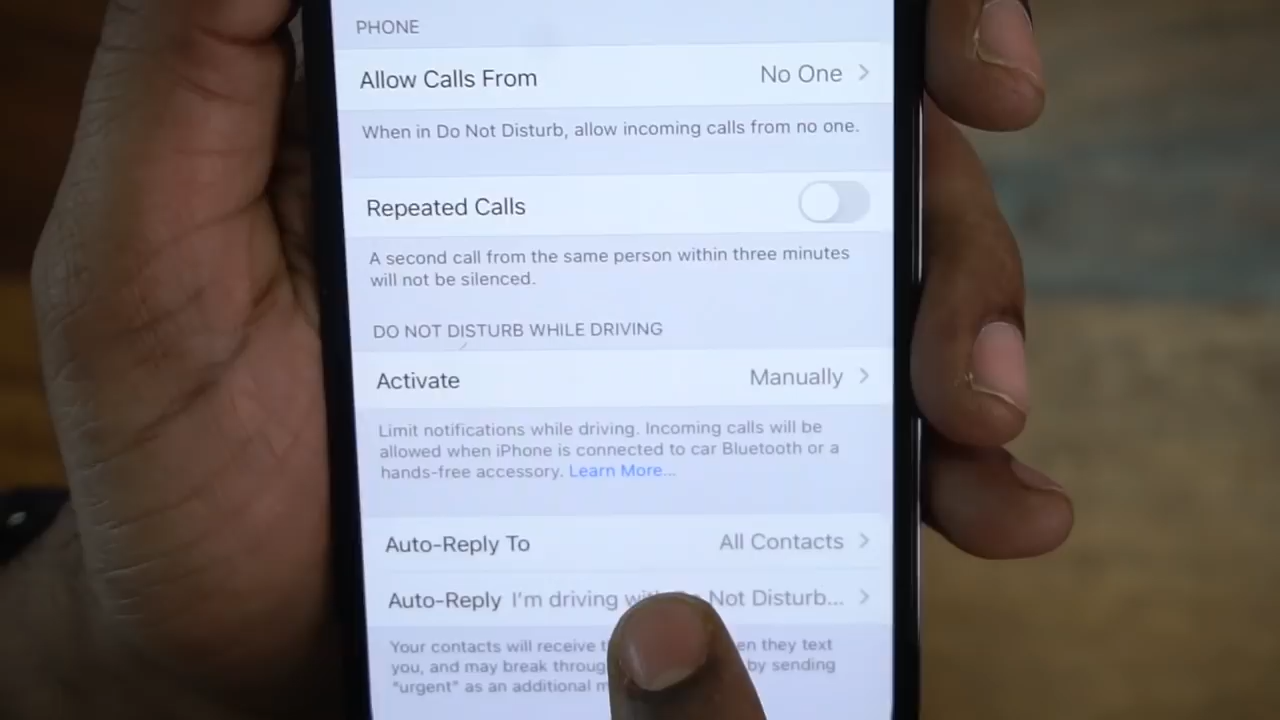 PHONE
Allow Calls From No One
When in Do Not Disturb, allow incoming calls from no one.
Repeated Calls
A second call from the same person within three minutes
will not be silenced.
DO NOT DISTURB WHILE DRIVING
Activate Manually
Limit notifications while driving. Incoming calls will be
allowed when iPhone is connected to car Bluetooth or a
hands-free accessory. Learn More...
Auto-Reply To All Contacts
Auto-Reply I'm driving Not Disturb...
Your contacts will receive they text
you, and may break by sending
"urgent" as an additional